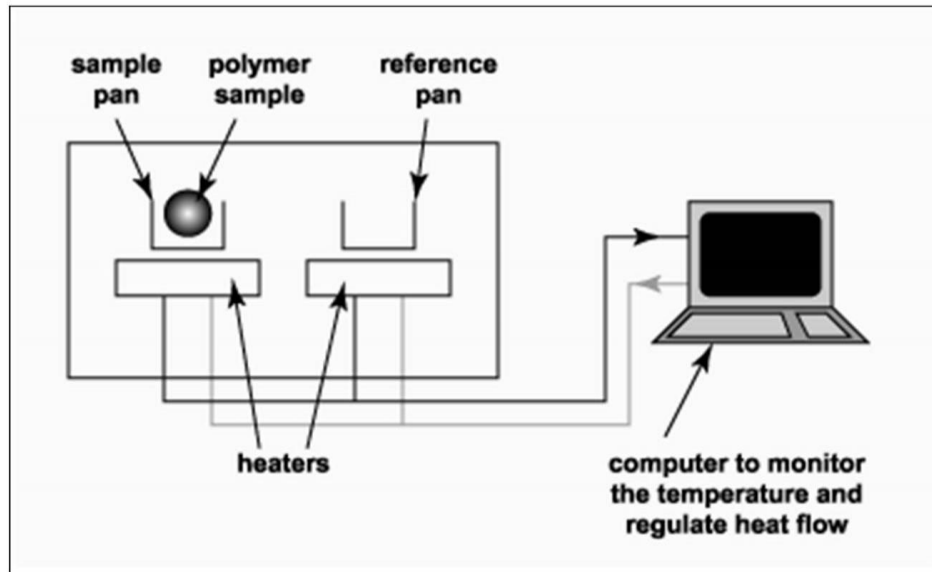 sample
pan
polymer
sample
reference
pan
heaters
computer to monitor
the temperature and
regulate heat flow